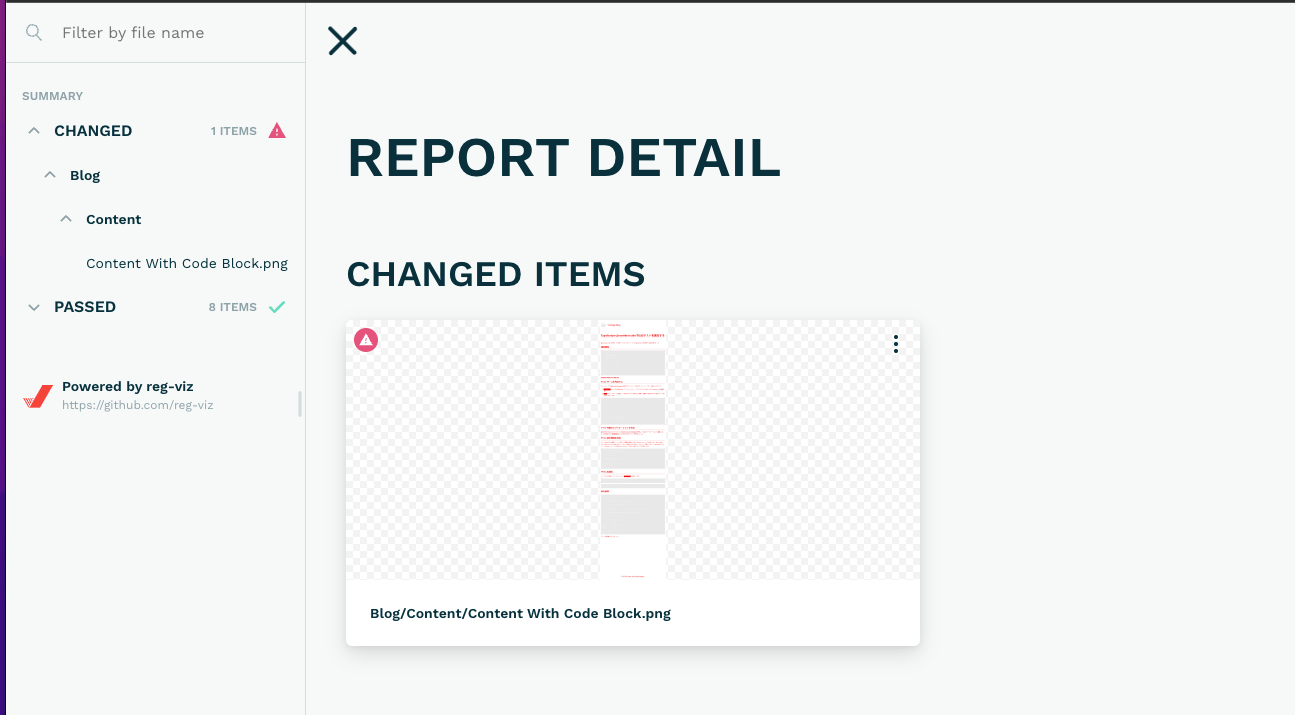 Filter by file name
SUMMARY
CHANGED 1 ITEMS
Blog
Content
Content With Code Block.png
PASSED 8 ITEMS
Powered by reg-viz
https://github.com/reg-viz
REPORT DETAIL
CHANGED ITEMS
Blog/Content/Content With Code Block.png